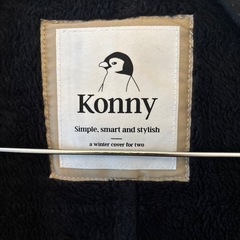 Konny
Simple, smart and stylish
a winter cover for two